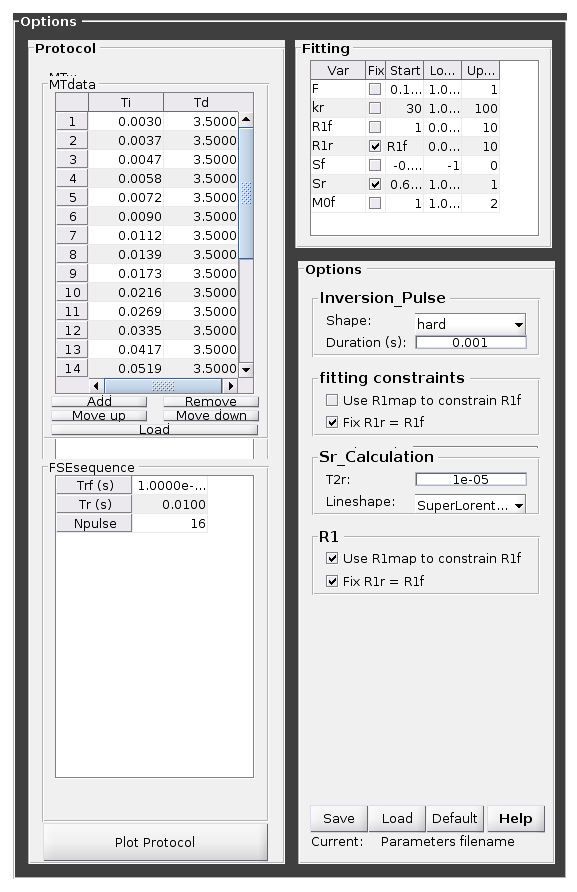 Options
Protocol
MTdata
Ti Td
1 0.0030 3.5000
2 0.0037 3.5000
3 0.0047 3.5000
4 0.0058 3.5000
5 0.0072 3.5000
6 0.0090 3.5000
7 0.0112 3.5000
8 0.0139 3.5000
9 0.0173 3.5000
10 0.0216 3.5000
11 0.0269 3.5000
12 0.0335 3.5000
13 0.0417 3.5000
14 0.0519 3.5000
Add Remove
Move up Move down
Load
FSEsequence
Trf (s) 1.0000e-...
Tr (s) 0.0100
Npulse 16
Plot Protocol
Fitting
Var Fix Start Lo... Up...
F 0.1... 1.0... 1
kr 30 1.0... 100
R1f 1 0.0... 10
R1r R1f 0.0... 10
Sf -0.... -1 0
Sr 0.6... 1.0... 1
M0f 1 1.0... 2
Options
Inversion_Pulse
Shape: hard
Duration (s): 0.001
fitting constraints
Use R1map to constrain R1f
Fix R1r = R1f
Sr_Calculation
T2r: 1e-05
Lineshape: SuperLorent...
R1
Use R1map to constrain R1f
Fix R1r = R1f
Save Load Default Help
Current: Parameters filename